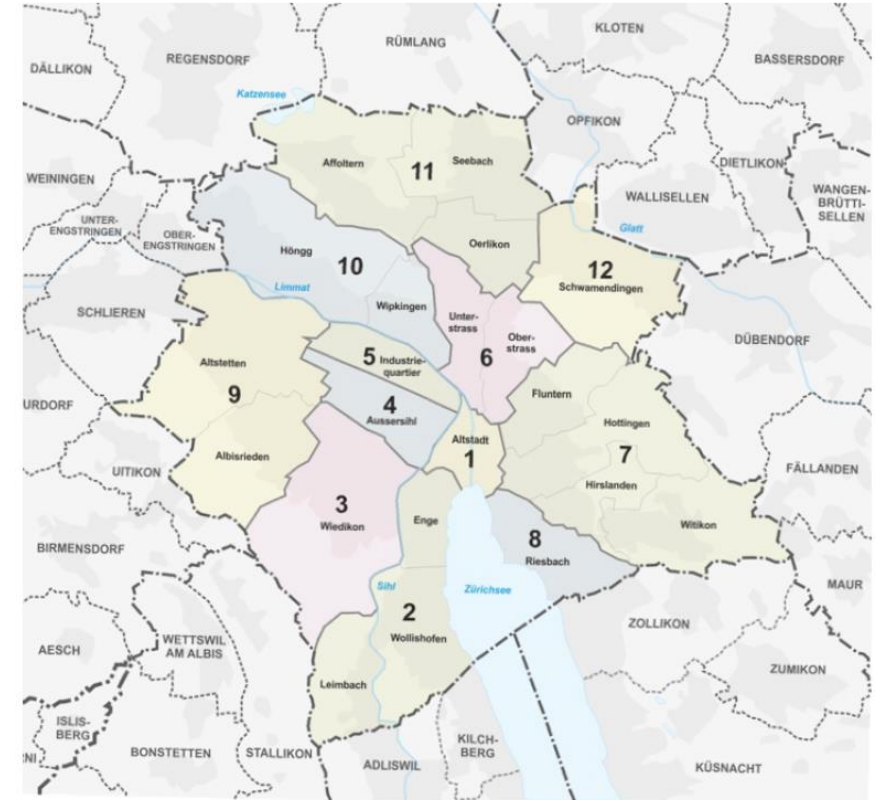 KLOTEN
RÜMLANG
REGENSDORF
BASSERSDORF
DÄLLIKON
Katzensee
OPFIKON
Affoltern
11
Seebach
DIETLIKON
WEININGEN
WALLISELLEN
WANGEN-
BRÜTTI-
SELLEN
UNTER-
ENGSTRINGEN
OBER-
ENGSTRINGEN
Glatt
Oerlikon
Höngg
10
12
Schwamendingen
Limmat
Wipkingen
SCHLIEREN
Unter-
strass
Ober-
strass
6
DÜBENDORF
5
Industrie-
quartier
Altstetten
9
Fluntern
4
Aussersihl
URDORF
Hottingen
Altstadt
1
7
Albisrieden
UITIKON
FÄLLANDEN
Hirslanden
3
Wiedikon
Enge
Witikon
8
Riesbach
BIRMENSDORF
Sihl
Zürichsee
MAUR
2
Wollishofen
ZOLLIKON
WETTSWIL
AM ALBIS
AESCH
ZUMIKON
Leimbach
ISLIS-
BERG
NI
BONSTETTEN
STALLIKON
KILCH-
BERG
ADLISWIL
KÜSNACHT